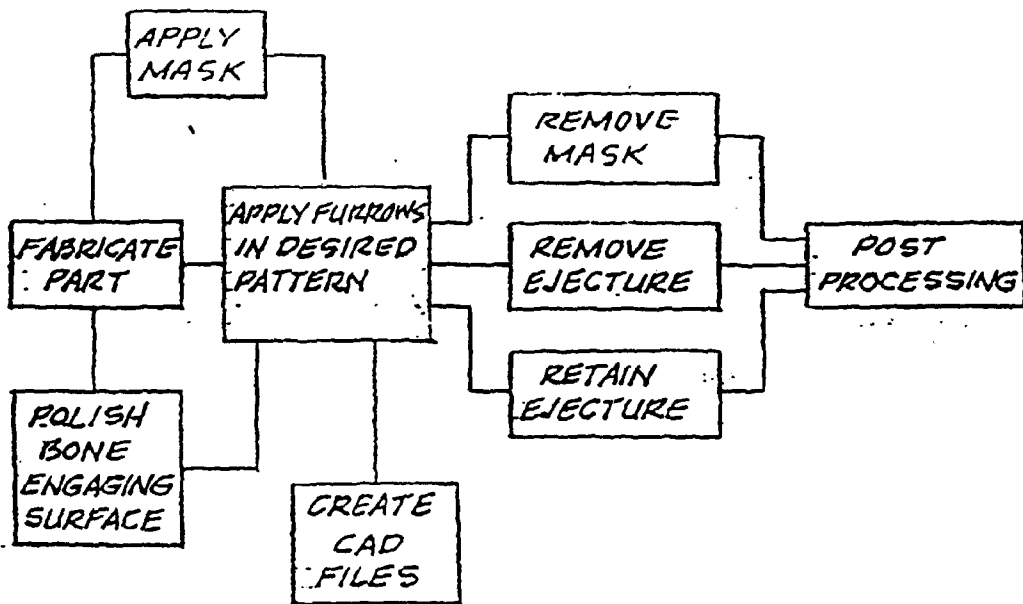 APPLY
MASK
REMOVE
MASK
FABRICATE
PART
APPLY FURROWS
IN DESIRED
PATTERN
REMOVE
EJECTURE
POST
PROCESSING
RETAIN
EJECTURE
POLISH
BONE
ENGAGING
SURFACE
CREATE
CAD
FILES